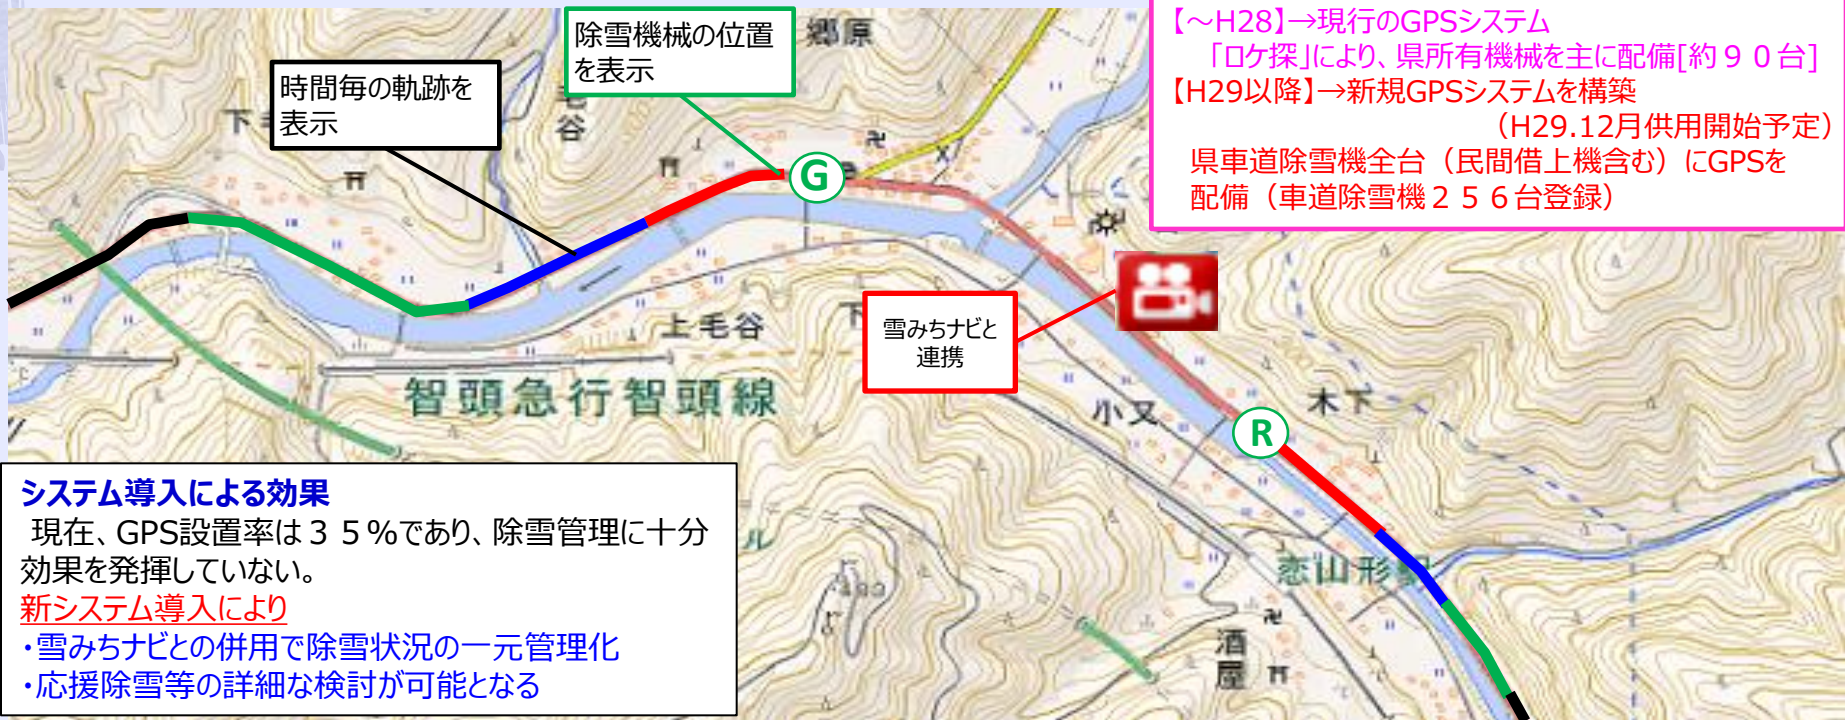 【～H28】→現行のGPSシステム
「ロケ探」により、県所有機械を主に配備[約９０台]
【H29以降】→新規GPSシステムを構築
（H29.12月供用開始予定）
県車道除雪機全台（民間借上機含む）にGPSを
配備（車道除雪機２５６台登録）
除雪機械の位置
を表示
時間毎の軌跡を
表示
郷原
下毛
毛谷
G
雪みちナビと
連携
上毛谷
下
智頭急行智頭線
小又
木下
R
恋山形駅
酒屋
ル
システム導入による効果
現在、GPS設置率は３５%であり、除雪管理に十分
効果を発揮していない。
新システム導入により
・雪みちナビとの併用で除雪状況の一元管理化
・応援除雪等の詳細な検討が可能となる